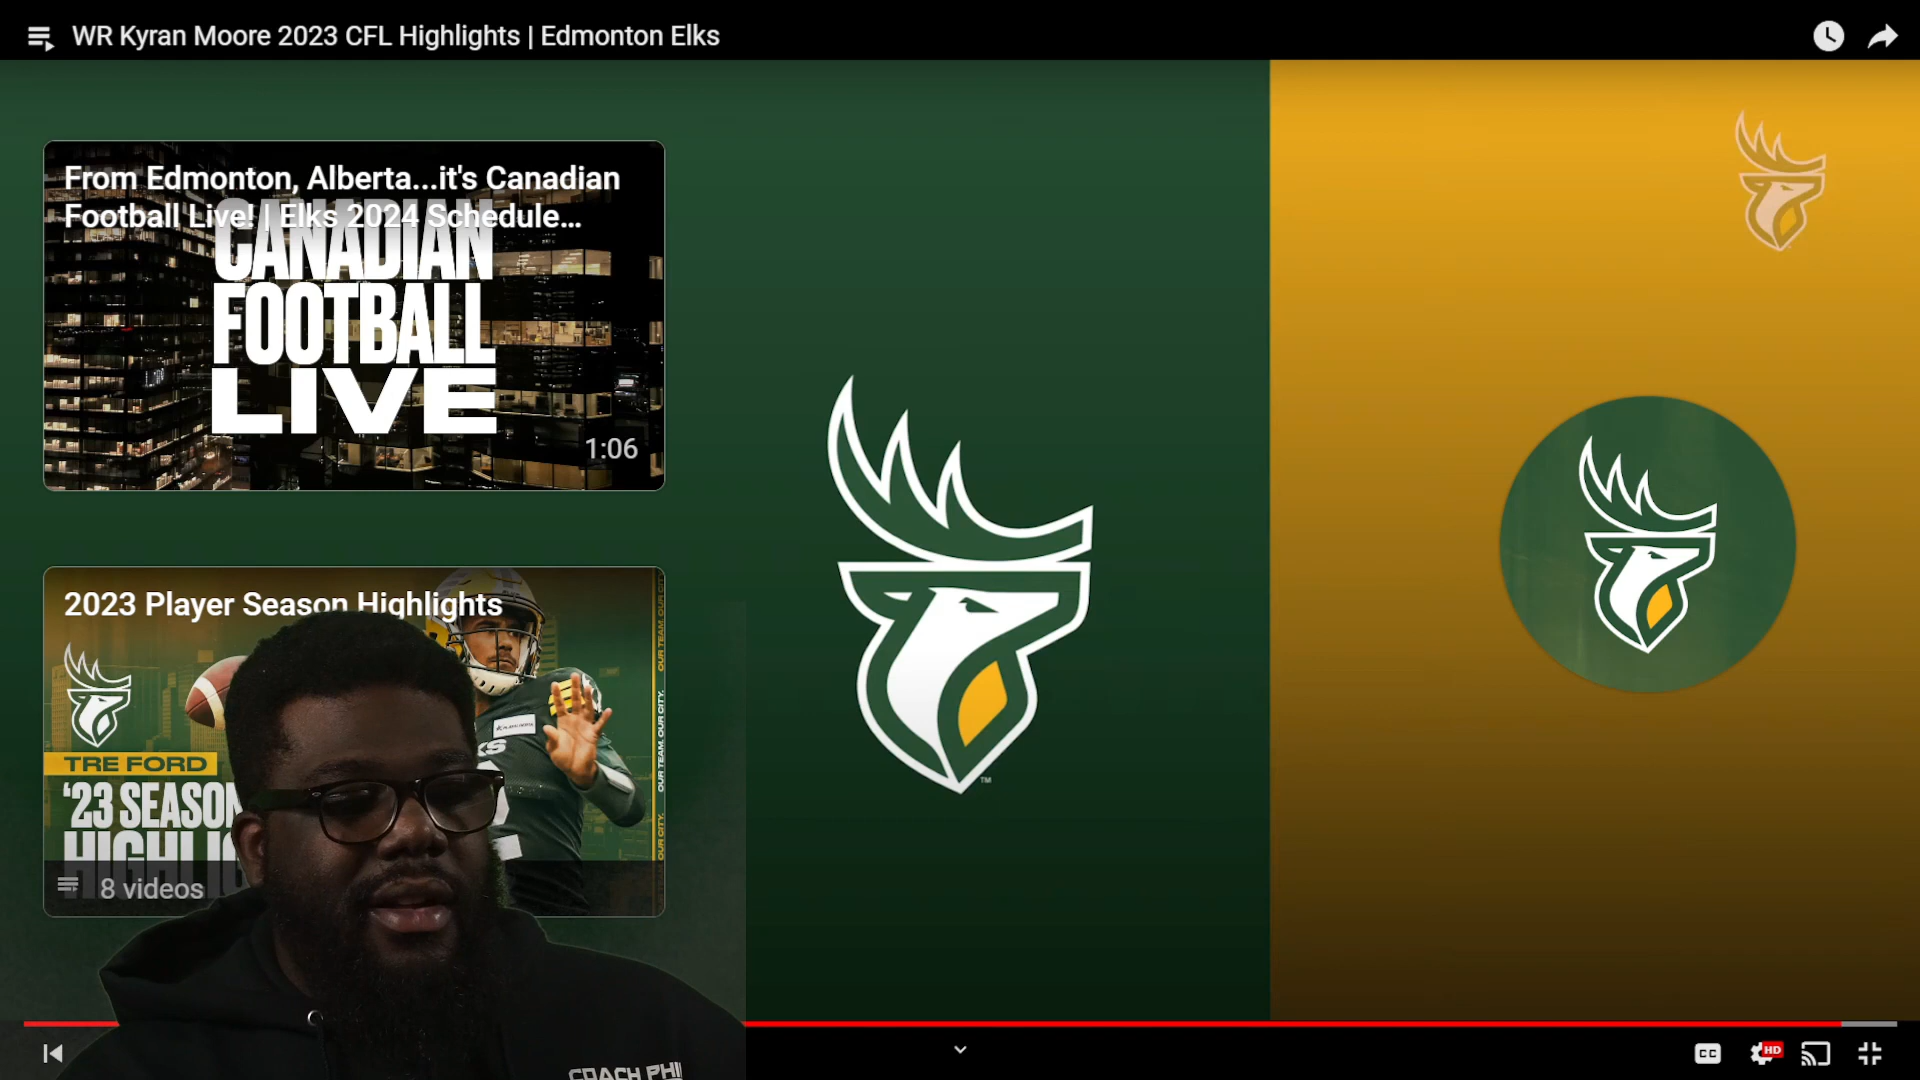 WR Kyran Moore 2023 CFL Highlights | Edmonton Elks
From Edmonton, Alberta...it's Canadian
Football Live! | Elks 2024 Schedule...
CANADIAN
FOOTBALL
LIVE
1:06
2023 Player Season Highlights
TRE FORD
'23 SEASON
8 videos
OUR TEAM. OUR CITY.
TM
CC
HD
COACH PHIL